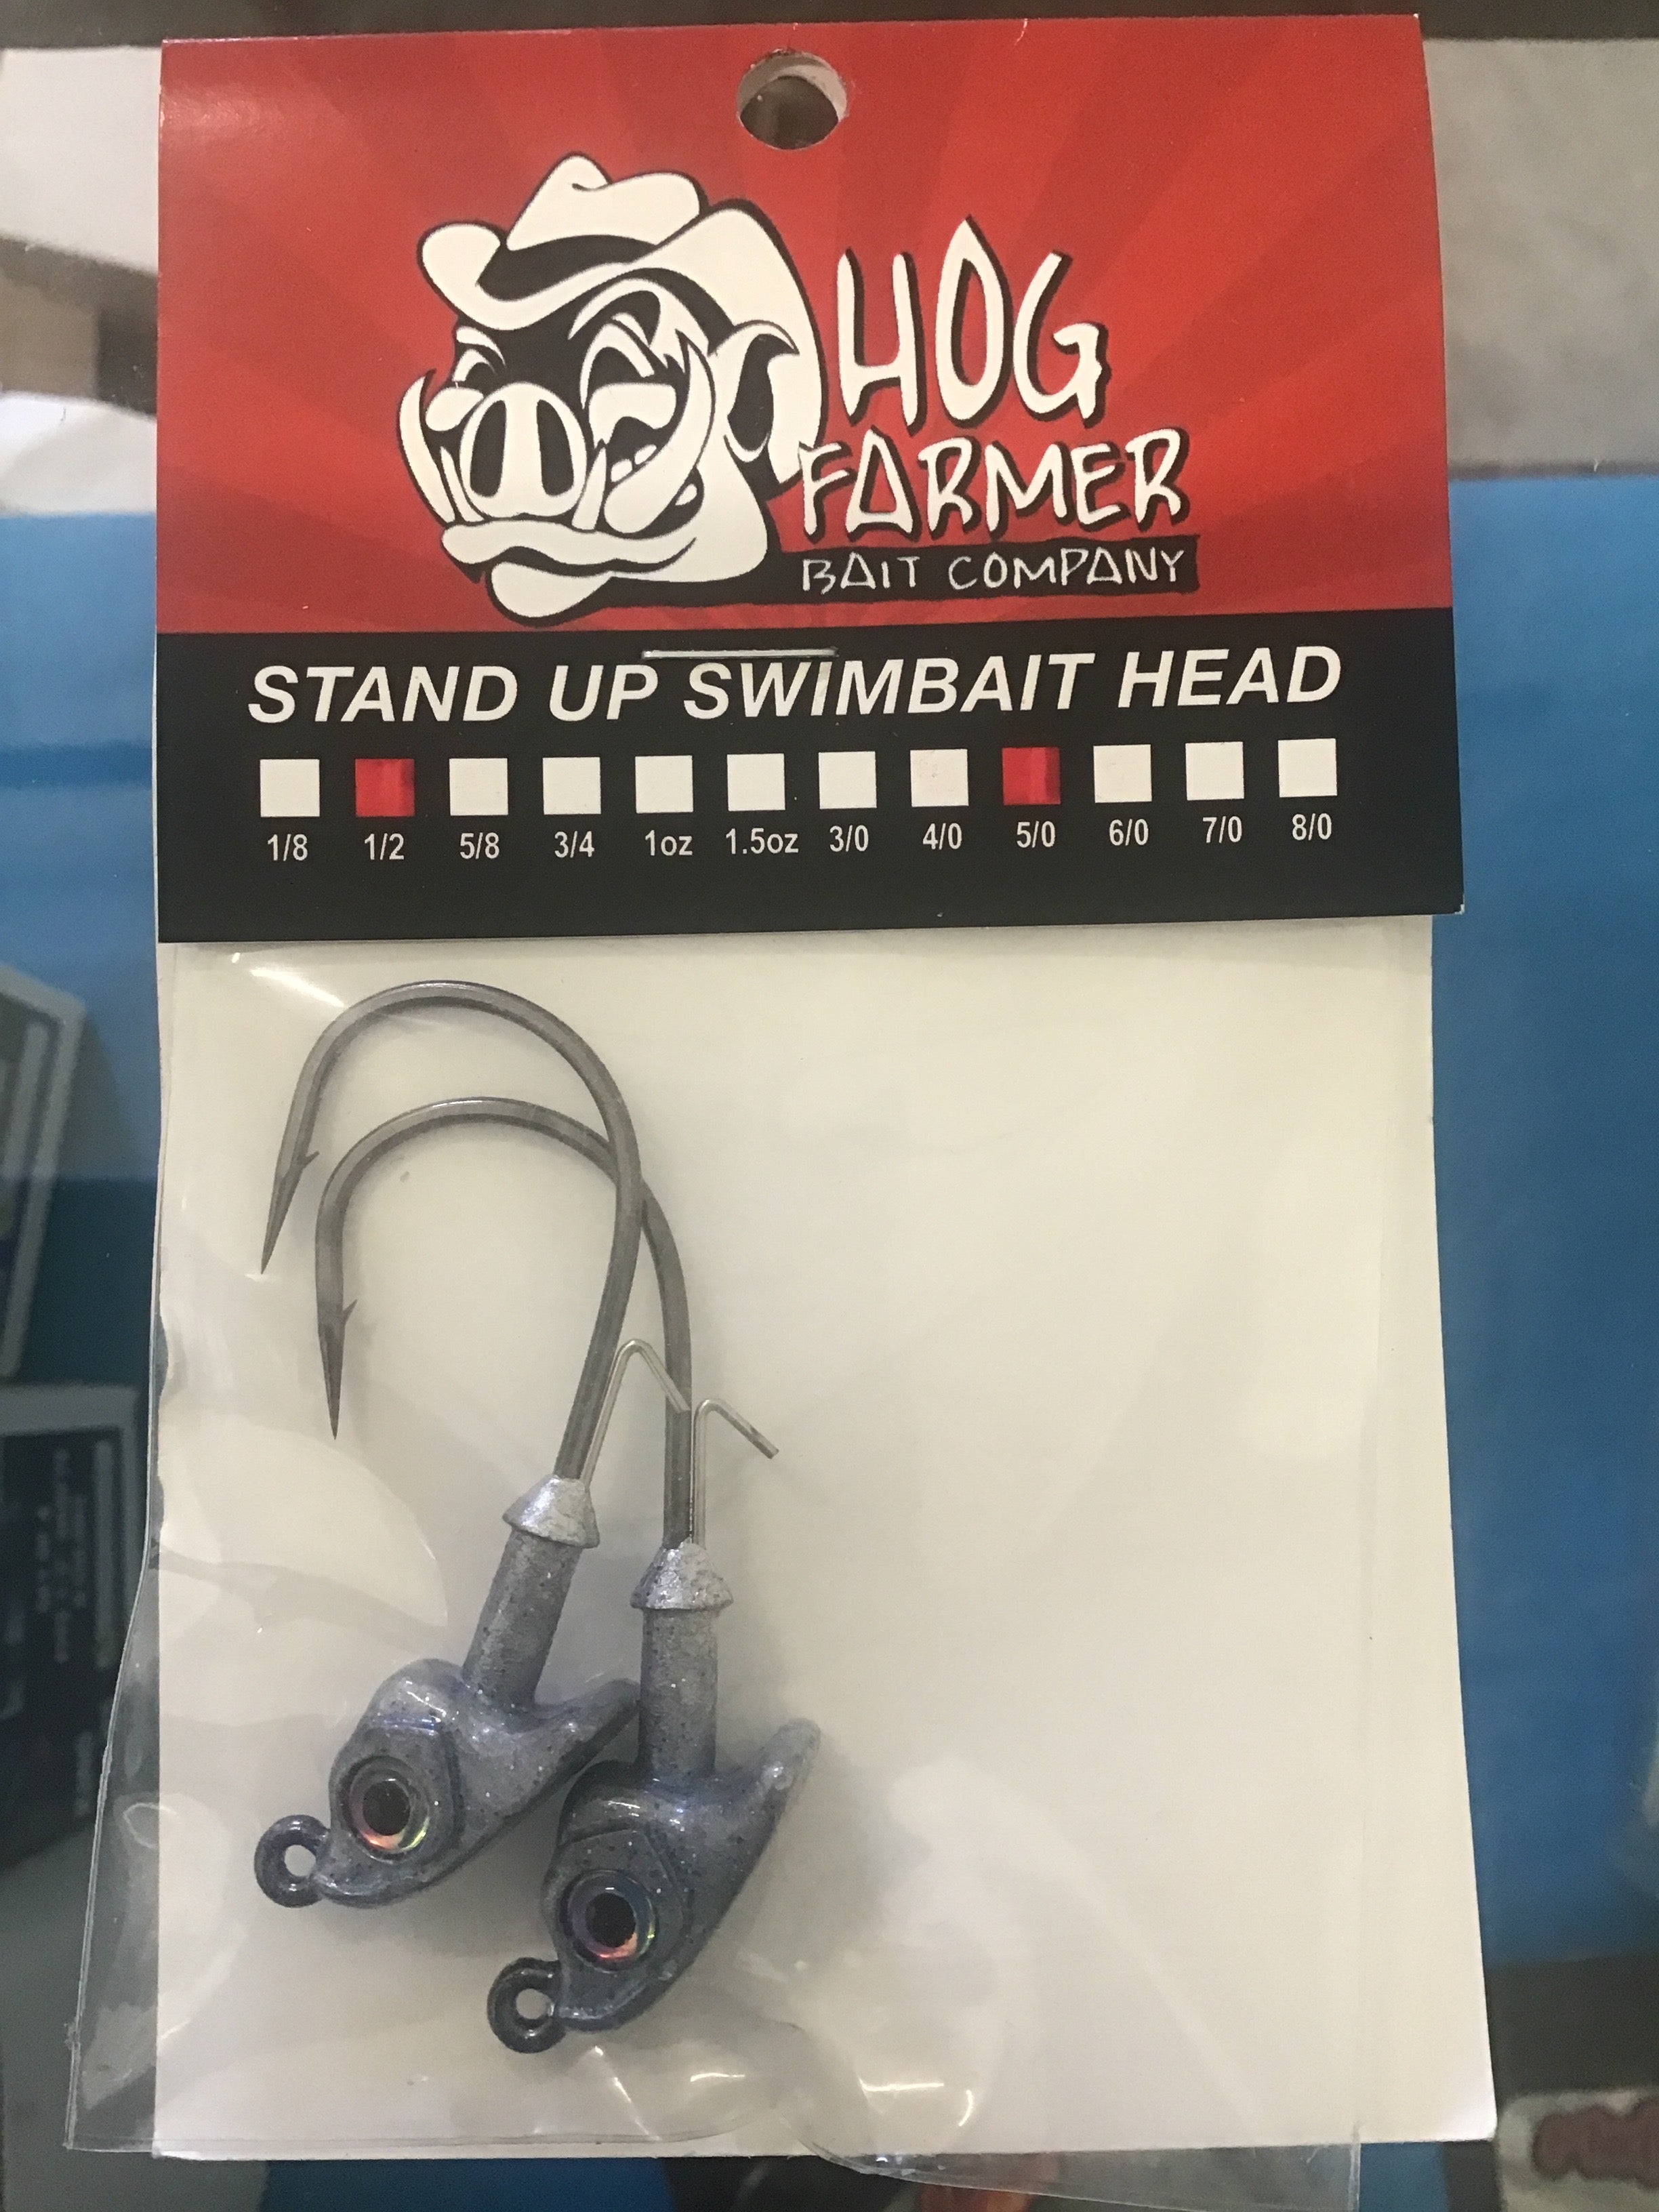 HOG
FARMER
BAIT COMPANY
STAND UP SWIMBAIT HEAD
1/8 1/2 5/8 3/4 1oz 1.5oz 3/0 4/0 5/0 6/0 7/0 8/0